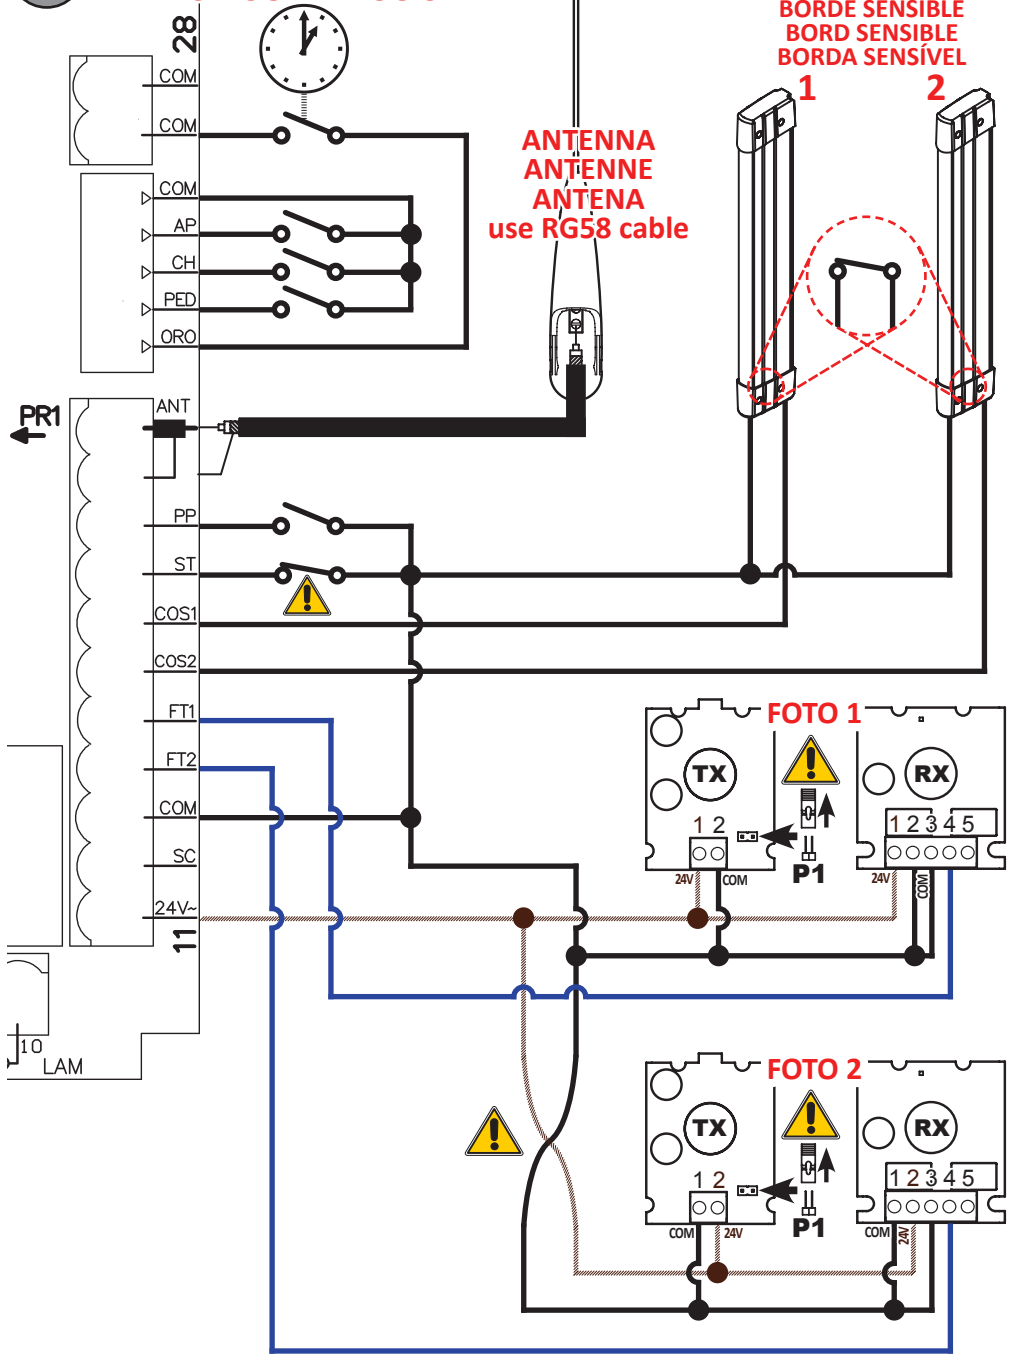 BORDE SENSIBLE
BORD SENSIBLE
BORDA SENSÍVEL
1
2
28
COM
COM
COM
AP
CH
PED
ORO
ANTENNA
ANTENNE
ANTENA
use RG58 cable
PR1
ANT
PP
ST
COS1
COS2
FT1
FT2
COM
SC
24V~
11
10
LAM
FOTO 1
TX
RX
1 2
1 2 3 4 5
P1
24V
COM
24V
COM
FOTO 2
TX
RX
1 2
1 2 3 4 5
P1
COM
24V
COM
24V